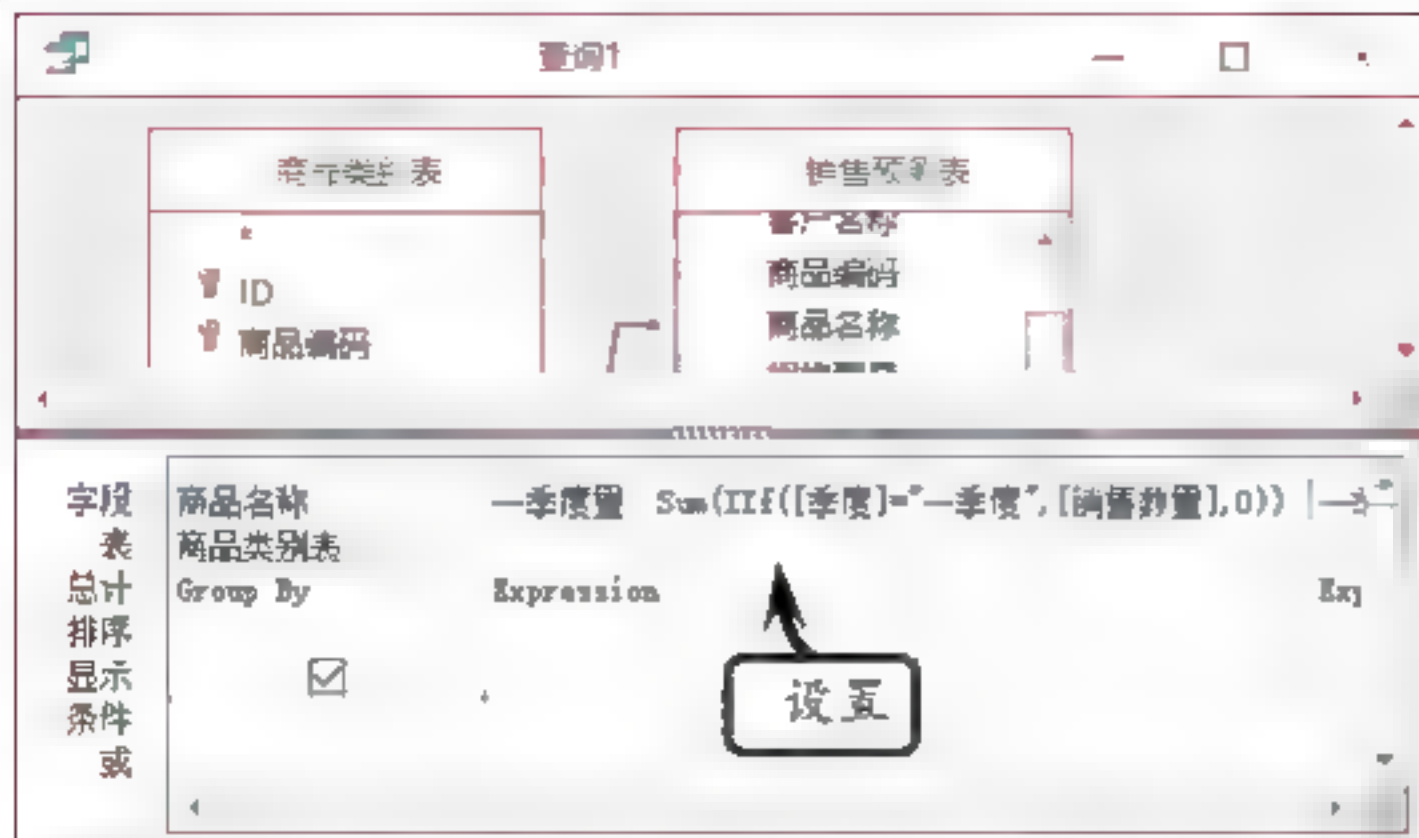 查询1
商品类别表
销售预算表
*
ID
商品编码
客户名称
商品编码
商品名称
字段 商品名称 一季度量 Sum(IIf([季度]="一季度",[销售数量],0))
表 商品类别表
总计 Group By Expression
排序
显示
条件
或
设置